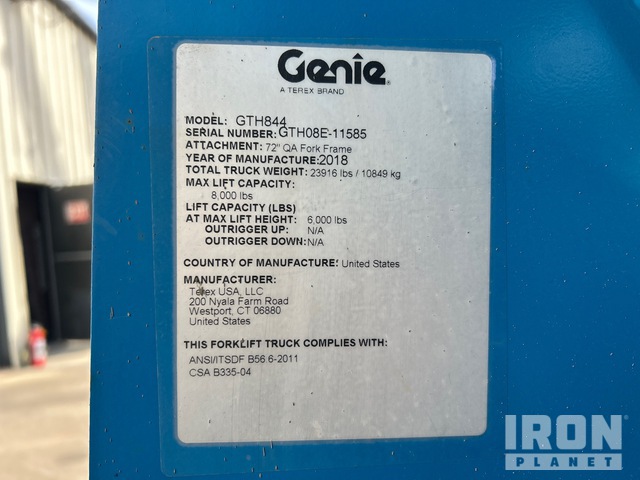 Genie
A TEREX BRAND
MODEL: GTH844
SERIAL NUMBER: GTH08E-11585
ATTACHMENT: 72" QA Fork Frame
YEAR OF MANUFACTURE: 2018
TOTAL TRUCK WEIGHT: 23916 lbs / 10849 kg
MAX LIFT CAPACITY:
8,000 lbs
LIFT CAPACITY (LBS)
AT MAX LIFT HEIGHT: 6,000 lbs
OUTRIGGER UP: N/A
OUTRIGGER DOWN: N/A
COUNTRY OF MANUFACTURE: United States
MANUFACTURER:
Terex USA, LLC
200 Nyala Farm Road
Westport, CT 06880
United States
THIS FORKLIFT TRUCK COMPLIES WITH:
ANSI/ITSDF B56 6-2011
CSA B335-04
IRON
PLANET